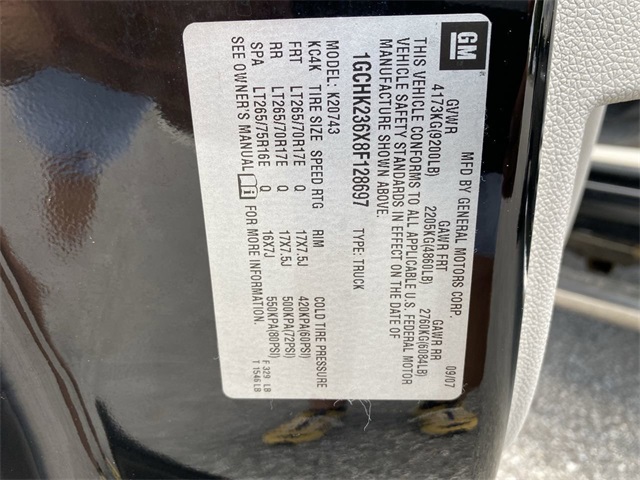 GM
MFD BY GENERAL MOTORS CORP. 09/07
GVWR GAWR FRT GAWR RR
4173KG(9200LB) 2205KG(4860LB) 2760KG(6084LB)
THIS VEHICLE CONFORMS TO ALL APPLICABLE U.S. FEDERAL MOTOR
VEHICLE SAFETY STANDARDS IN EFFECT ON THE DATE OF
MANUFACTURE SHOWN ABOVE.
1GCHK236X8F128697 TYPE: TRUCK
MODEL: K20743
KC4K TIRE SIZE SPEED RTG RIM COLD TIRE PRESSURE
FRT LT265/70R17E Q 17X7.5J 420KPA(60PSI)
RR LT265/70R17E Q 17X7.5J 500KPA(72PSI)
SPA LT265/75R16E Q 16X7J 550KPA(80PSI)
SEE OWNER'S MANUAL FOR MORE INFORMATION.
F 329 LB
T 1546 LB